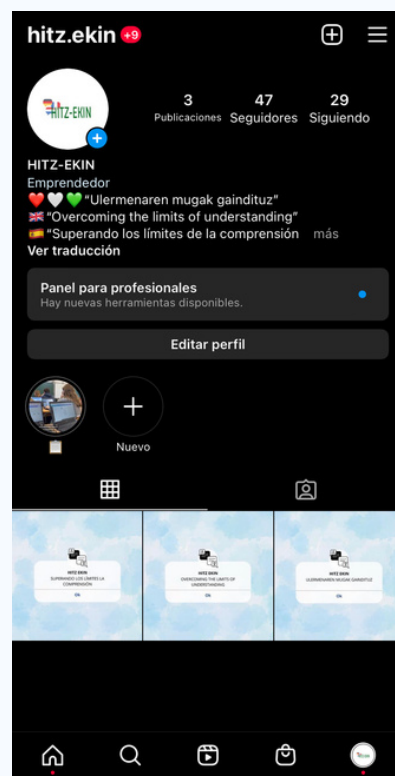 hitz.ekin +9
HITZ-EKIN
3 47 29
Publicaciones Seguidores Siguiendo
HITZ-EKIN
Emprendedor
❤️🤍💚"Ulermenaren mugak gaindituz"
🇬🇧"Overcoming the limits of understanding"
🇪🇸"Superando los límites de la comprensión más
Ver traducción
Panel para profesionales
Hay nuevas herramientas disponibles.
Editar perfil
Nuevo
HITZ EKIN
SUPERANDO LOS LÍMITES LA
COMPRENSIÓN
Ok
HITZ EKIN
OVERCOMING THE LIMITS OF
UNDERSTANDING
Ok
HITZ EKIN
ULERMENAREN MUGAK GAINDITUZ
Ok